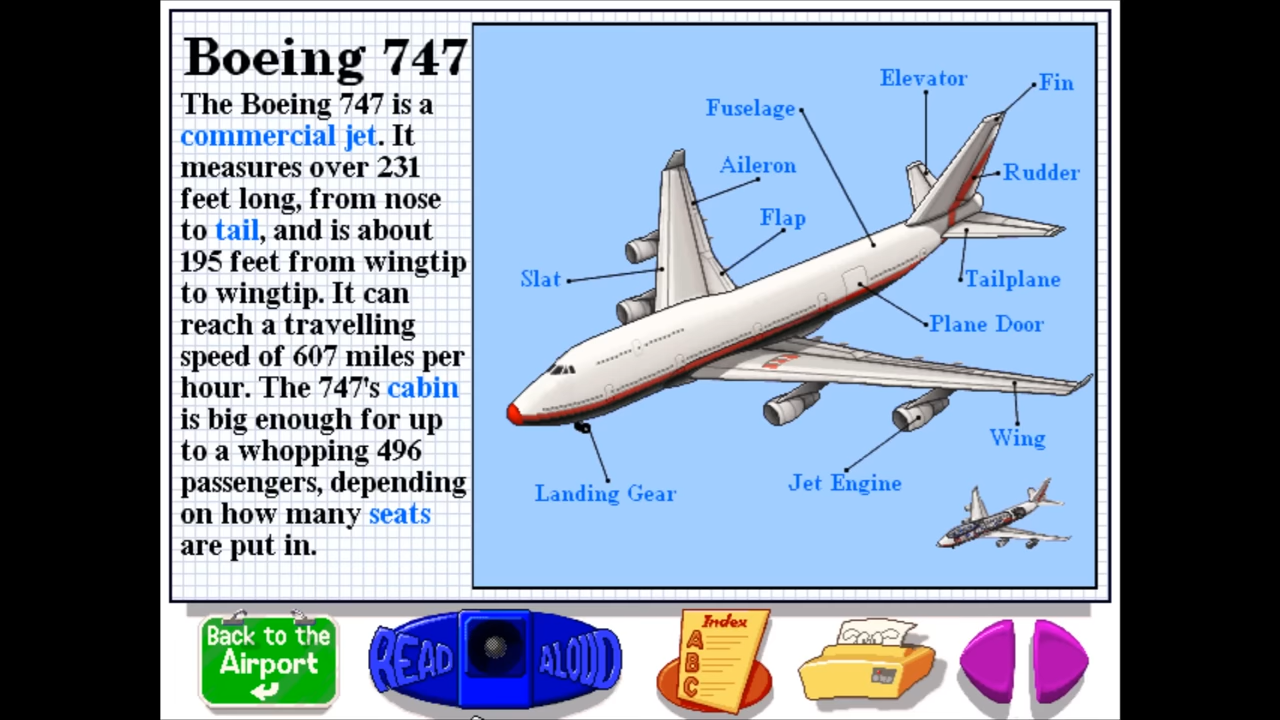 Boeing 747
The Boeing 747 is a
commercial jet. It
measures over 231
feet long, from nose
to tail, and is about
195 feet from wingtip
to wingtip. It can
reach a travelling
speed of 607 miles per
hour. The 747's cabin
is big enough for up
to a whopping 496
passengers, depending
on how many seats
are put in.
Elevator
Fin
Fuselage
Aileron
Rudder
Flap
Slat
Tailplane
Plane Door
Wing
Jet Engine
Landing Gear
Back to the
Airport
READ ALOUD
Index
A
B
C